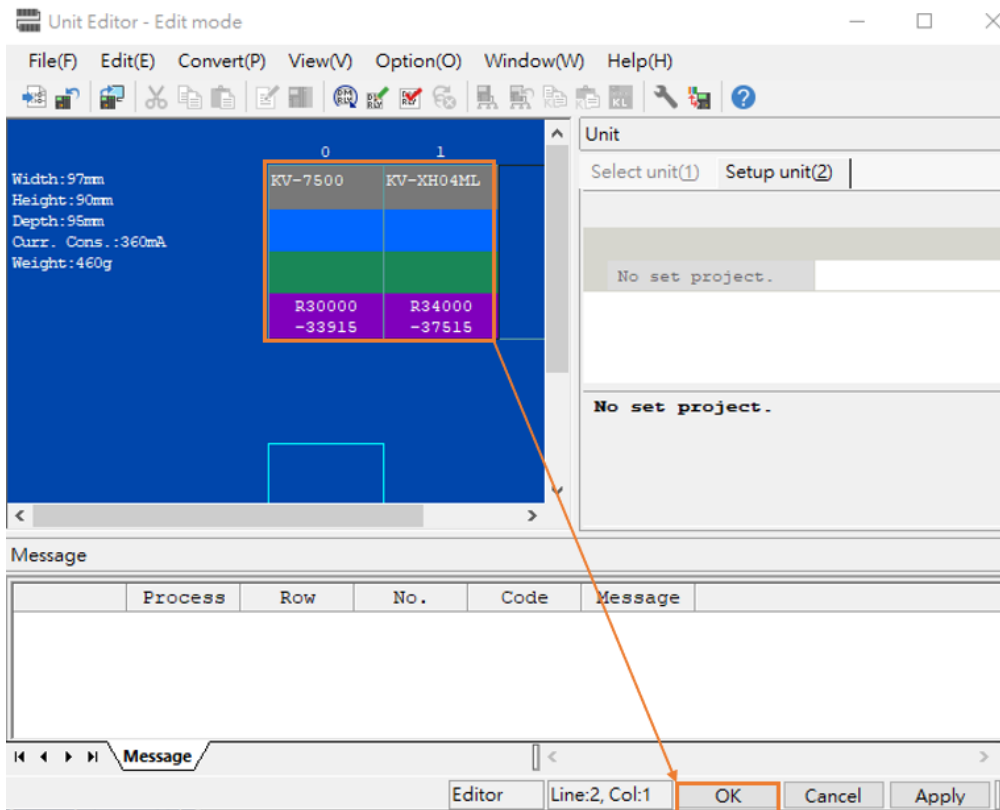 Unit Editor - Edit mode
File(F) Edit(E) Convert(P) View(V) Option(O) Window(W) Help(H)
Unit
Select unit(1) Setup unit(2)
0 1
Width:97mm
Height:90mm
Depth:95mm
Curr. Cons.:360mA
Weight:460g
KV-7500 KV-XH04ML
R30000 R34000
-33915 -37515
No set project.
No set project.
Message
Process Row No. Code Message
Message
Editor Line:2, Col:1 OK Cancel Apply